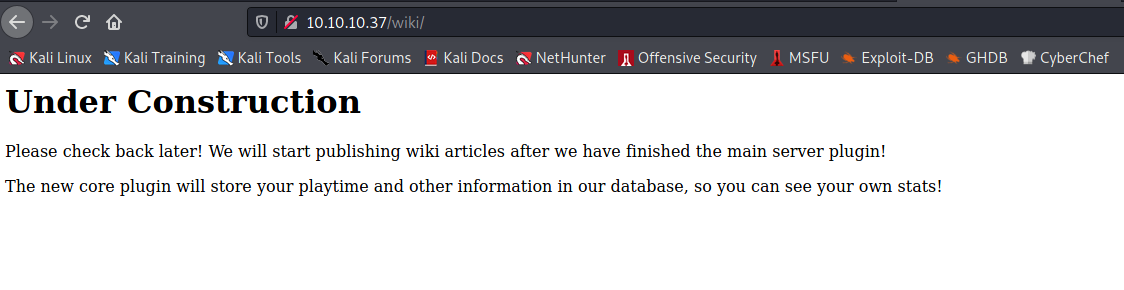 10.10.10.37/wiki/
Kali Linux Kali Training Kali Tools Kali Forums Kali Docs NetHunter Offensive Security MSFU Exploit-DB GHDB CyberChef
Under Construction
Please check back later! We will start publishing wiki articles after we have finished the main server plugin!
The new core plugin will store your playtime and other information in our database, so you can see your own stats!